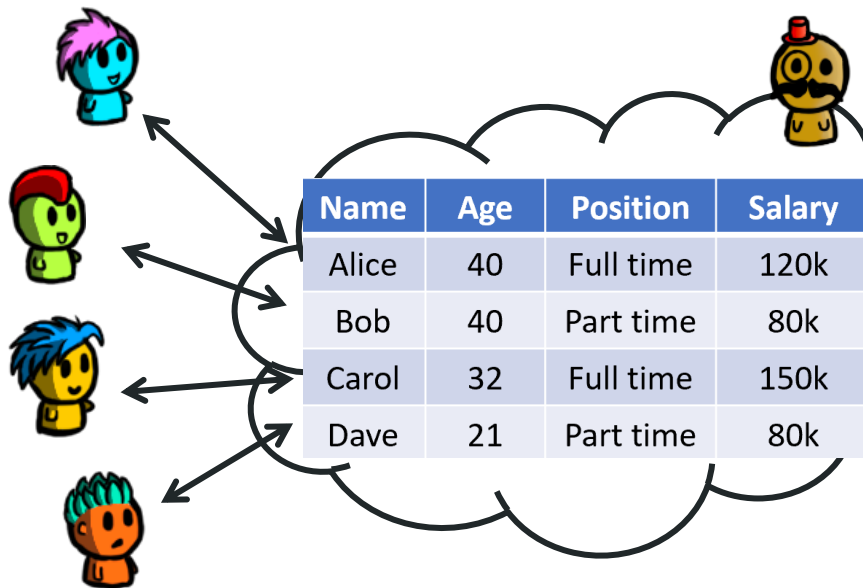 Name Age Position Salary
Alice 40 Full time 120k
Bob 40 Part time 80k
Carol 32 Full time 150k
Dave 21 Part time 80k